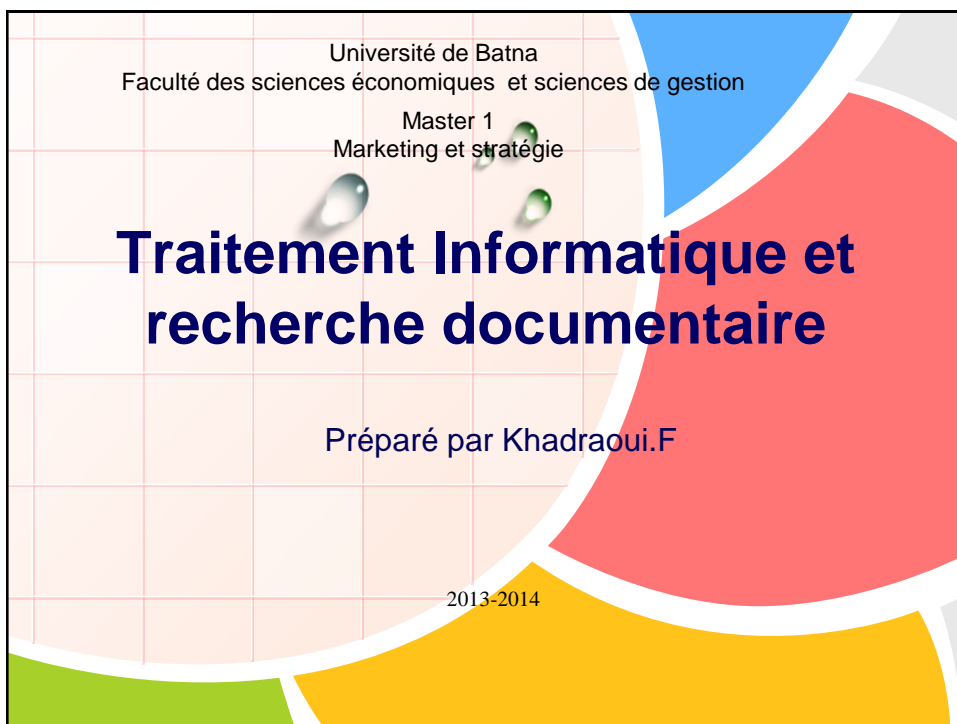 Université de Batna
Faculté des sciences économiques et sciences de gestion
Master 1
Marketing et stratégie
Traitement Informatique et
recherche documentaire
Préparé par Khadraoui.F
2013-2014